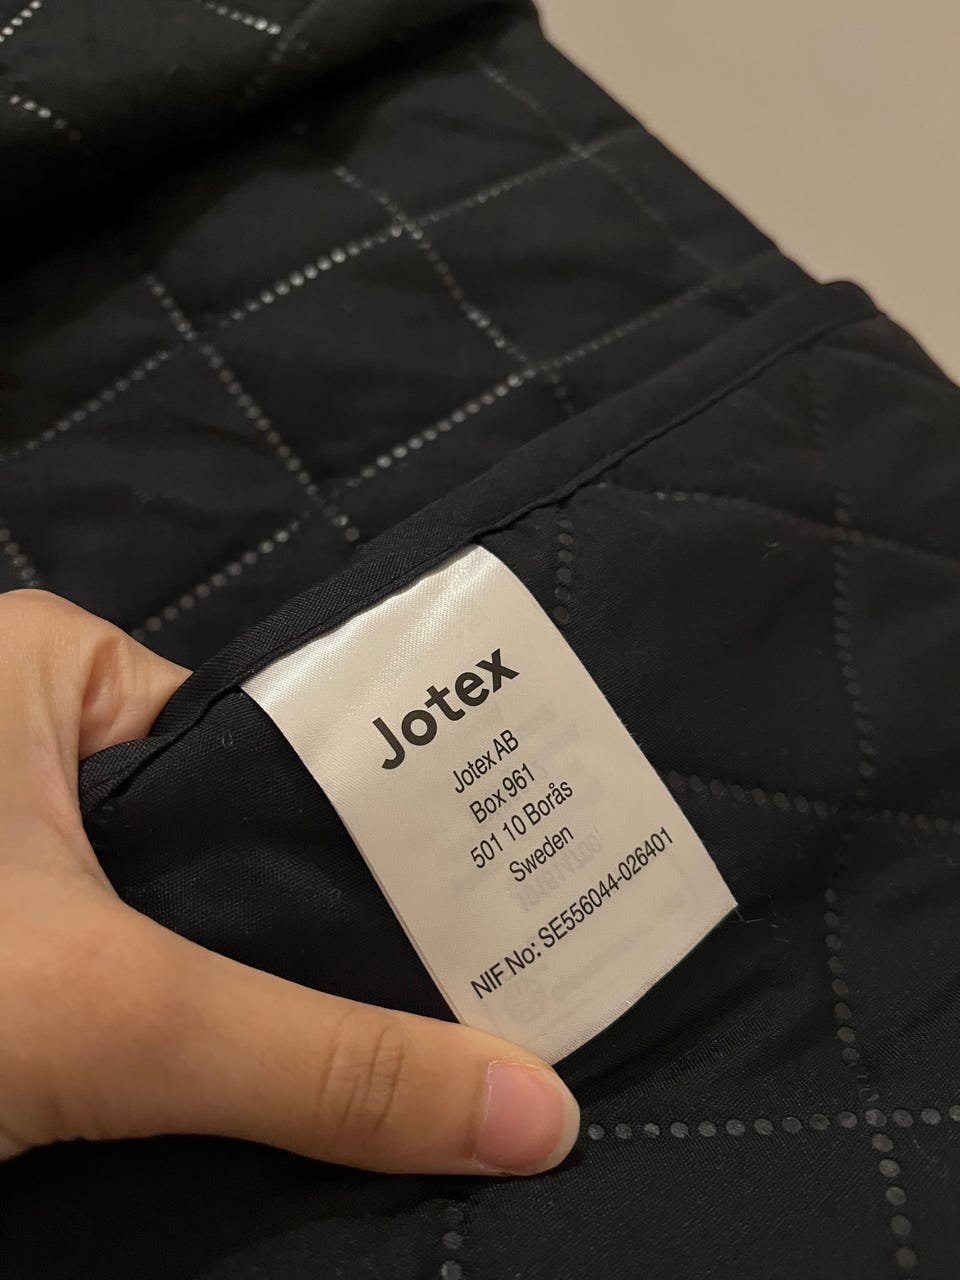 Jotex
Jotex AB
Box 961
501 10 Borås
Sweden
NIF No: SE556044-026401